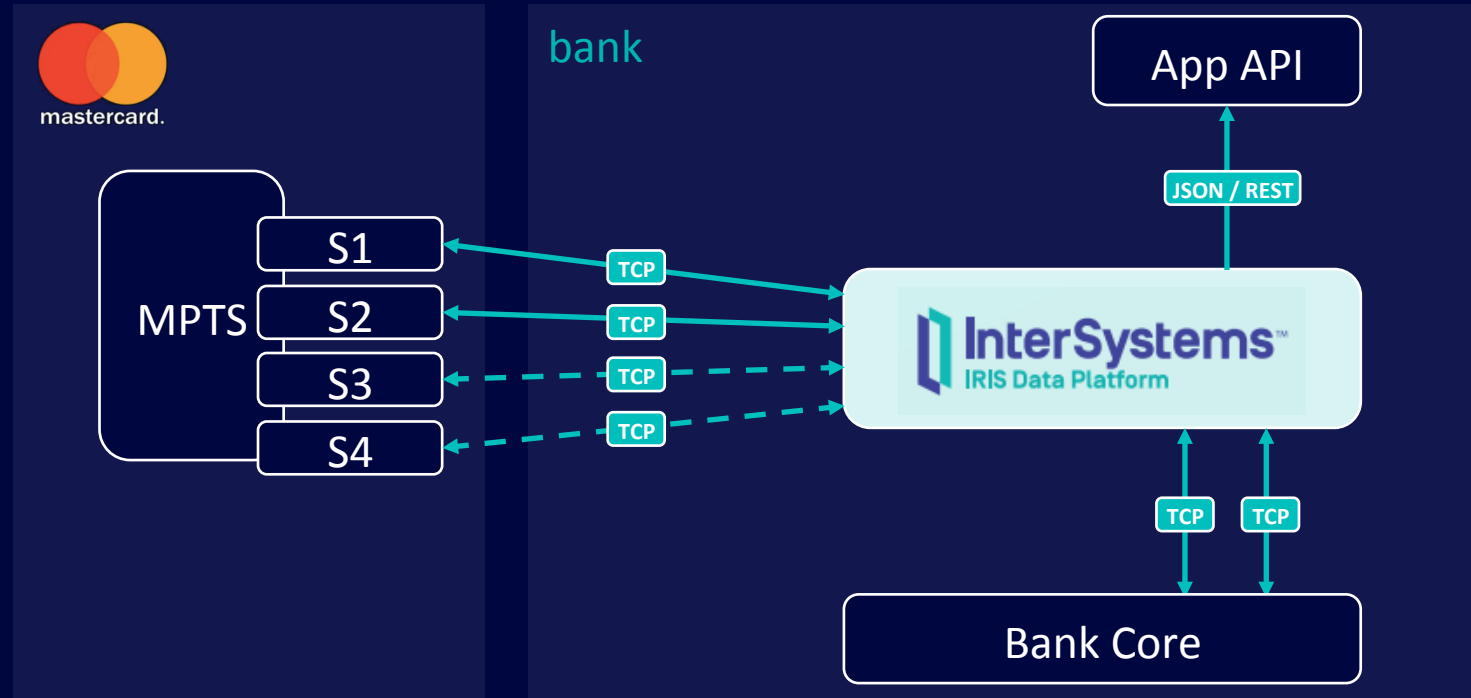 mastercard.
bank
App API
JSON / REST
MPTS
S1
S2
S3
S4
TCP
TCP
TCP
TCP
InterSystems™
IRIS Data Platform
TCP
TCP
Bank Core